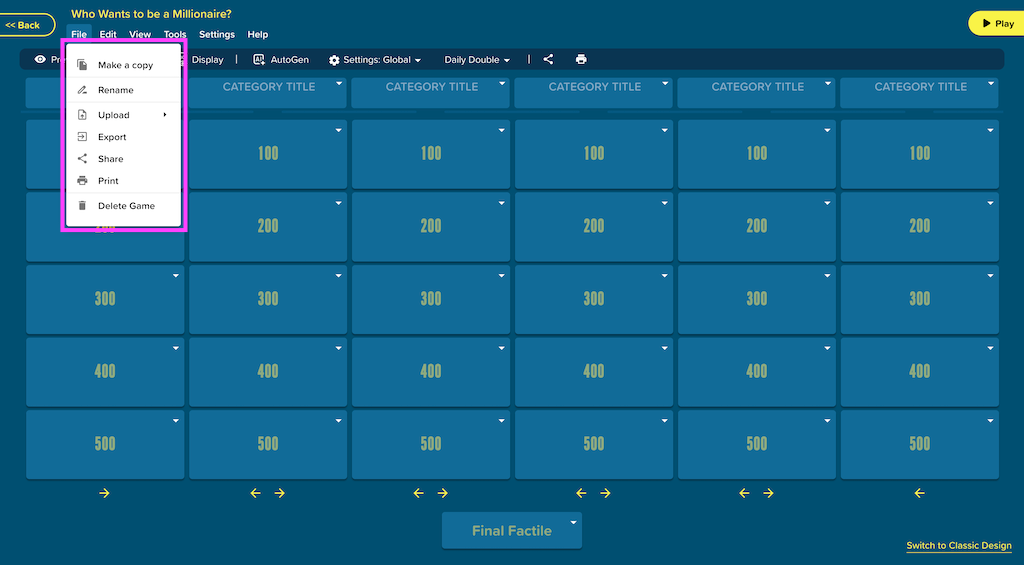 Who Wants to be a Millionaire?
<< Back
Play
File Edit View Tools Settings Help
Display | AutoGen Settings: Global Daily Double |
Make a copy
Rename
Upload
Export
Share
Print
Delete Game
CATEGORY TITLE CATEGORY TITLE CATEGORY TITLE CATEGORY TITLE CATEGORY TITLE
100 100 100 100 100
200 200 200 200 200
300 300 300 300 300 300
400 400 400 400 400 400
500 500 500 500 500 500
Final Factile
Switch to Classic Design